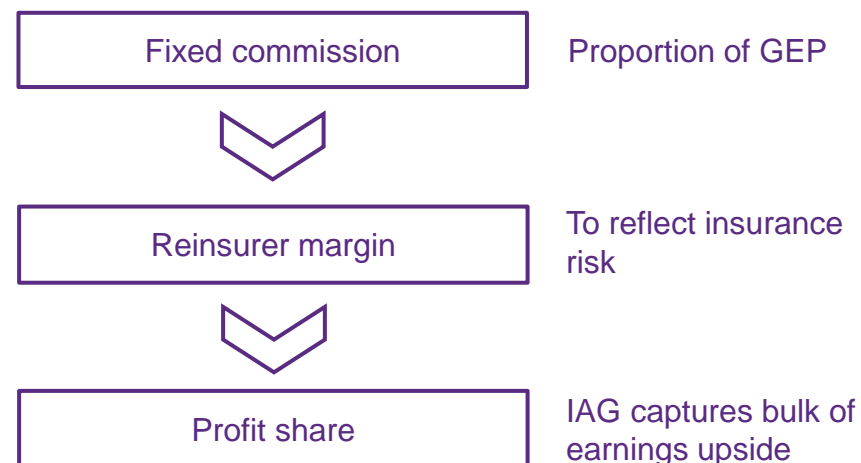 Fixed commission
Proportion of GEP
Reinsurer margin
To reflect insurance
risk
Profit share
IAG captures bulk of
earnings upside